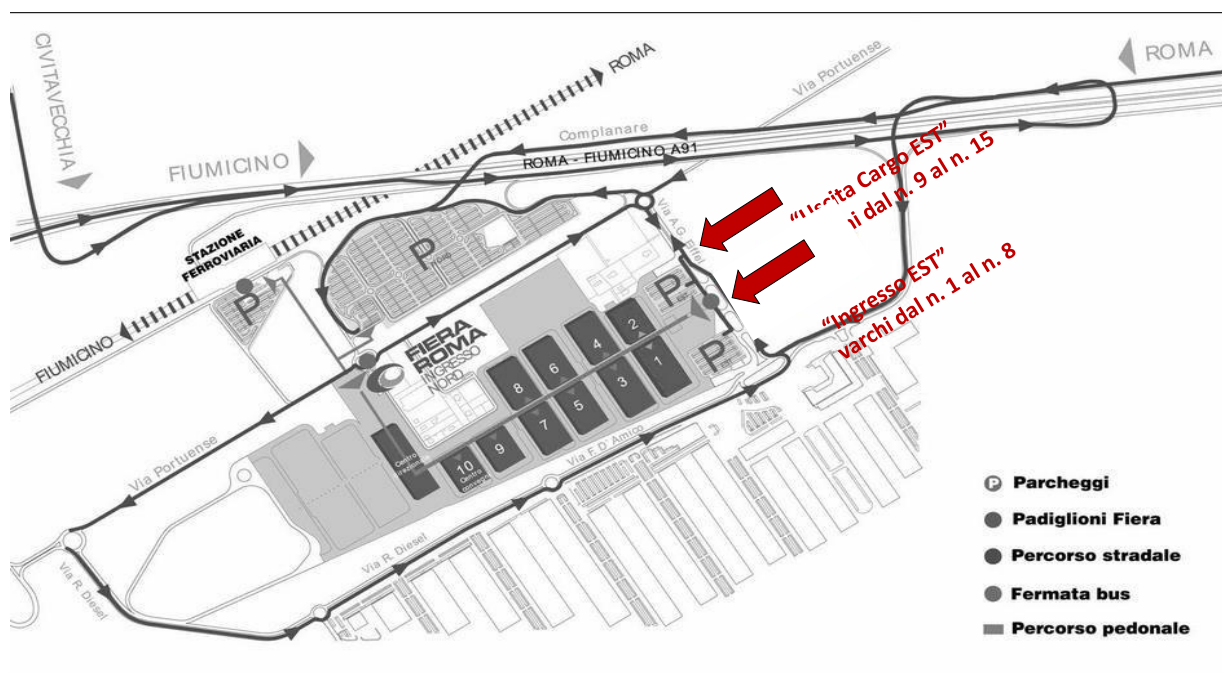 CIVITAVECCHIA
ROMA
ROMA
Via Portuense
Complanare
FIUMICINO
ROMA - FIUMICINO A91
"Uscita Cargo EST"
dal n. 9 al n. 15
Via A.G. Eiffel
STAZIONE
FERROVIARIA
P
P
P
P
"Ingresso EST"
varchi dal n. 1 al n. 8
FIUMICINO
FIERA
ROMA
INGRESSO
NORD
2
4
1
6
3
8
5
7
9
10
Centro
Centro
Via Portuense
Via F. D'Amico
Via R. Diesel
Via R. Diesel
P Parcheggi
Padiglioni Fiera
Percorso stradale
Fermata bus
Percorso pedonale